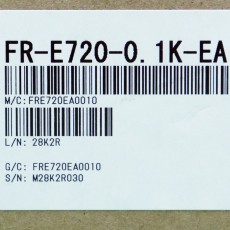 FR-E720-0.1K-EA
M/C: FRE720EA0010
L/N: 28K2R
G/C: FRE720EA0010
S/N: M28K2R030